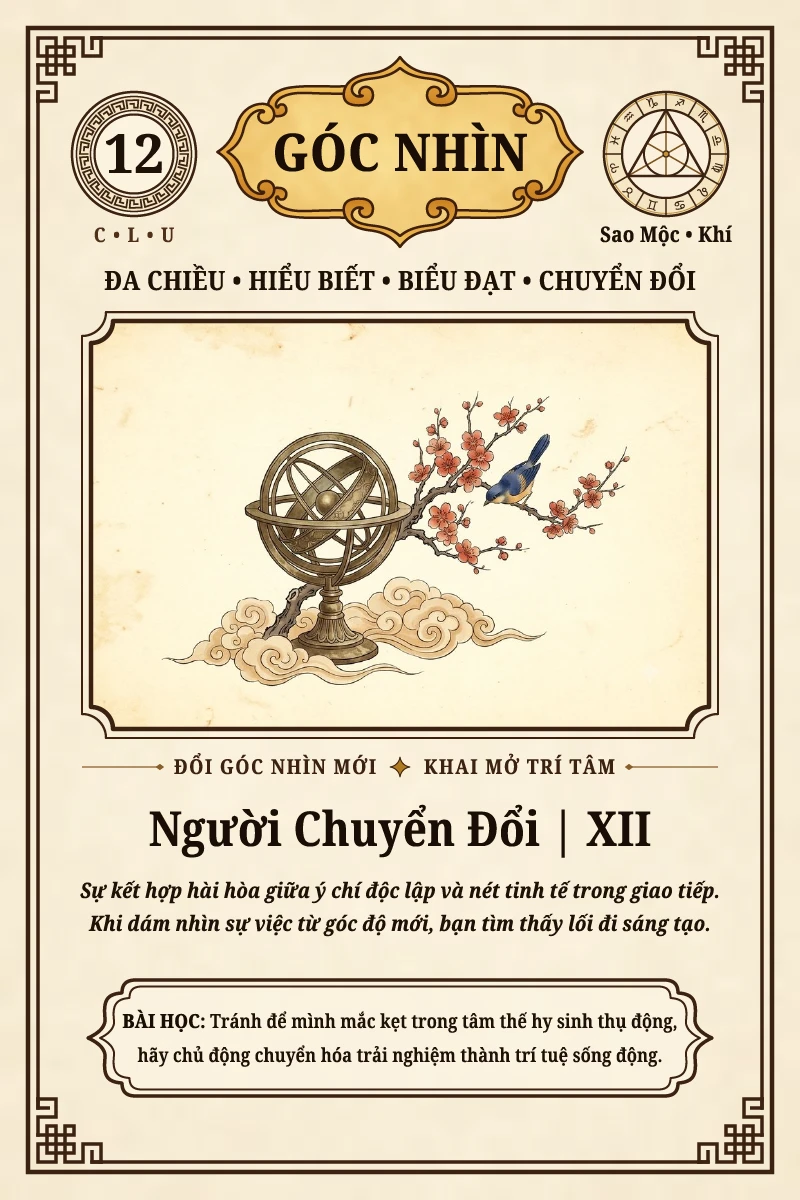 12
GÓC NHÌN
C • L • U
Sao Mộc • Khí
ĐA CHIỀU • HIỂU BIẾT • BIỂU ĐẠT • CHUYỂN ĐỔI
ĐỔI GÓC NHÌN MỚI ✦ KHAI MỞ TRÍ TÂM
Người Chuyển Đổi | XII
Sự kết hợp hài hòa giữa ý chí độc lập và nét tinh tế trong giao tiếp.
Khi dám nhìn sự việc từ góc độ mới, bạn tìm thấy lối đi sáng tạo.
BÀI HỌC: Tránh để mình mắc kẹt trong tâm thế hy sinh thụ động,
hãy chủ động chuyển hóa trải nghiệm thành trí tuệ sống động.